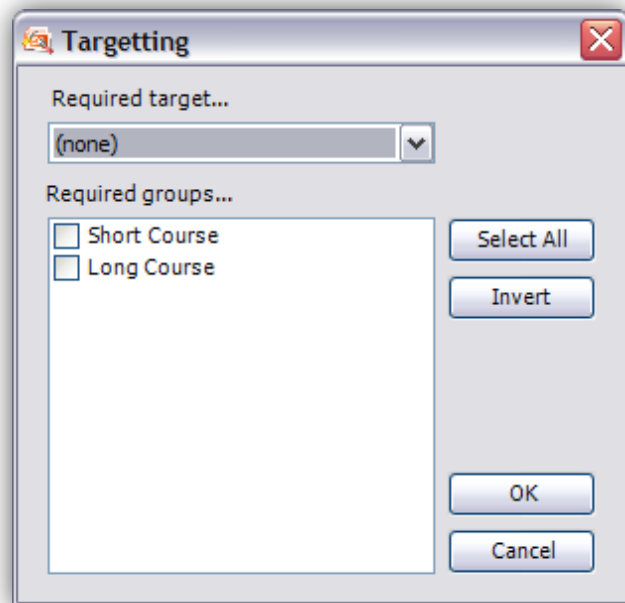 Targetting
Required target...
(none)
Required groups...
Short Course
Long Course
Select All
Invert
OK
Cancel